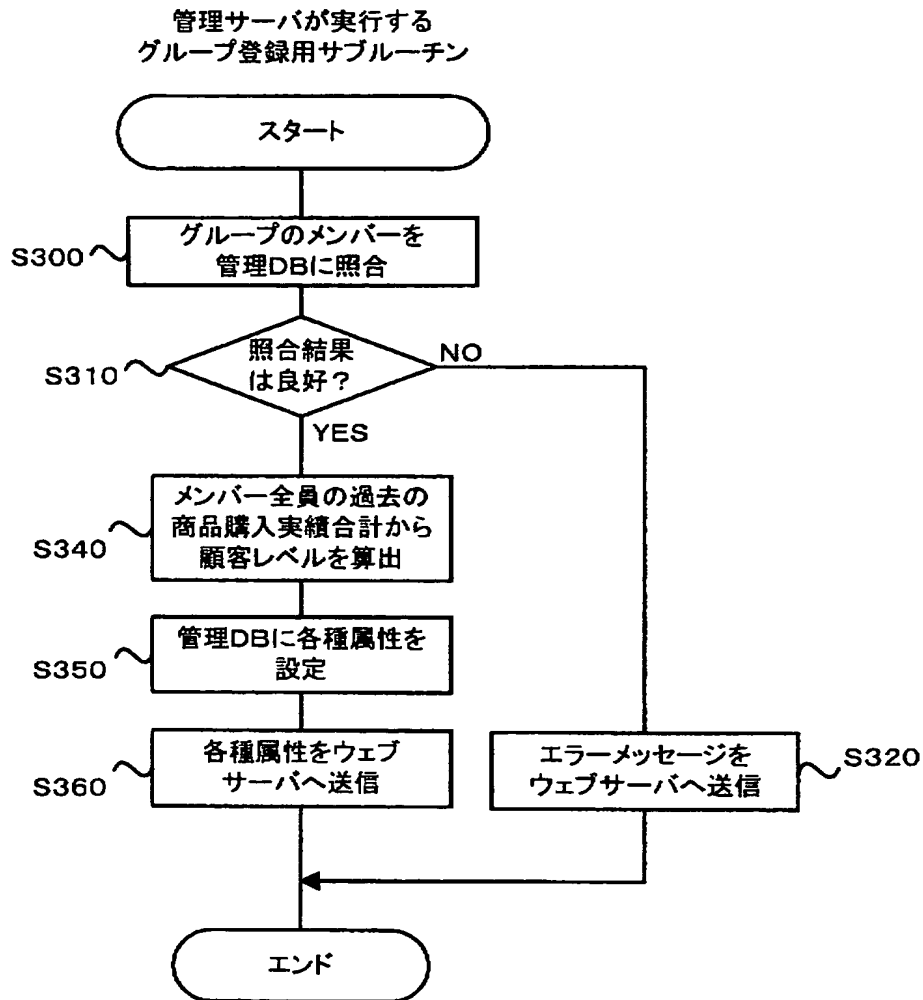 管理サーバが実行する
グループ登録用サブルーチン
スタート
S300
グループのメンバーを
管理DBに照合
S310
照合結果
は良好？
NO
YES
S340
メンバー全員の過去の
商品購入実績合計から
顧客レベルを算出
S350
管理DBに各種属性を
設定
S360
各種属性をウェブ
サーバへ送信
エラーメッセージを
ウェブサーバへ送信
S320
エンド